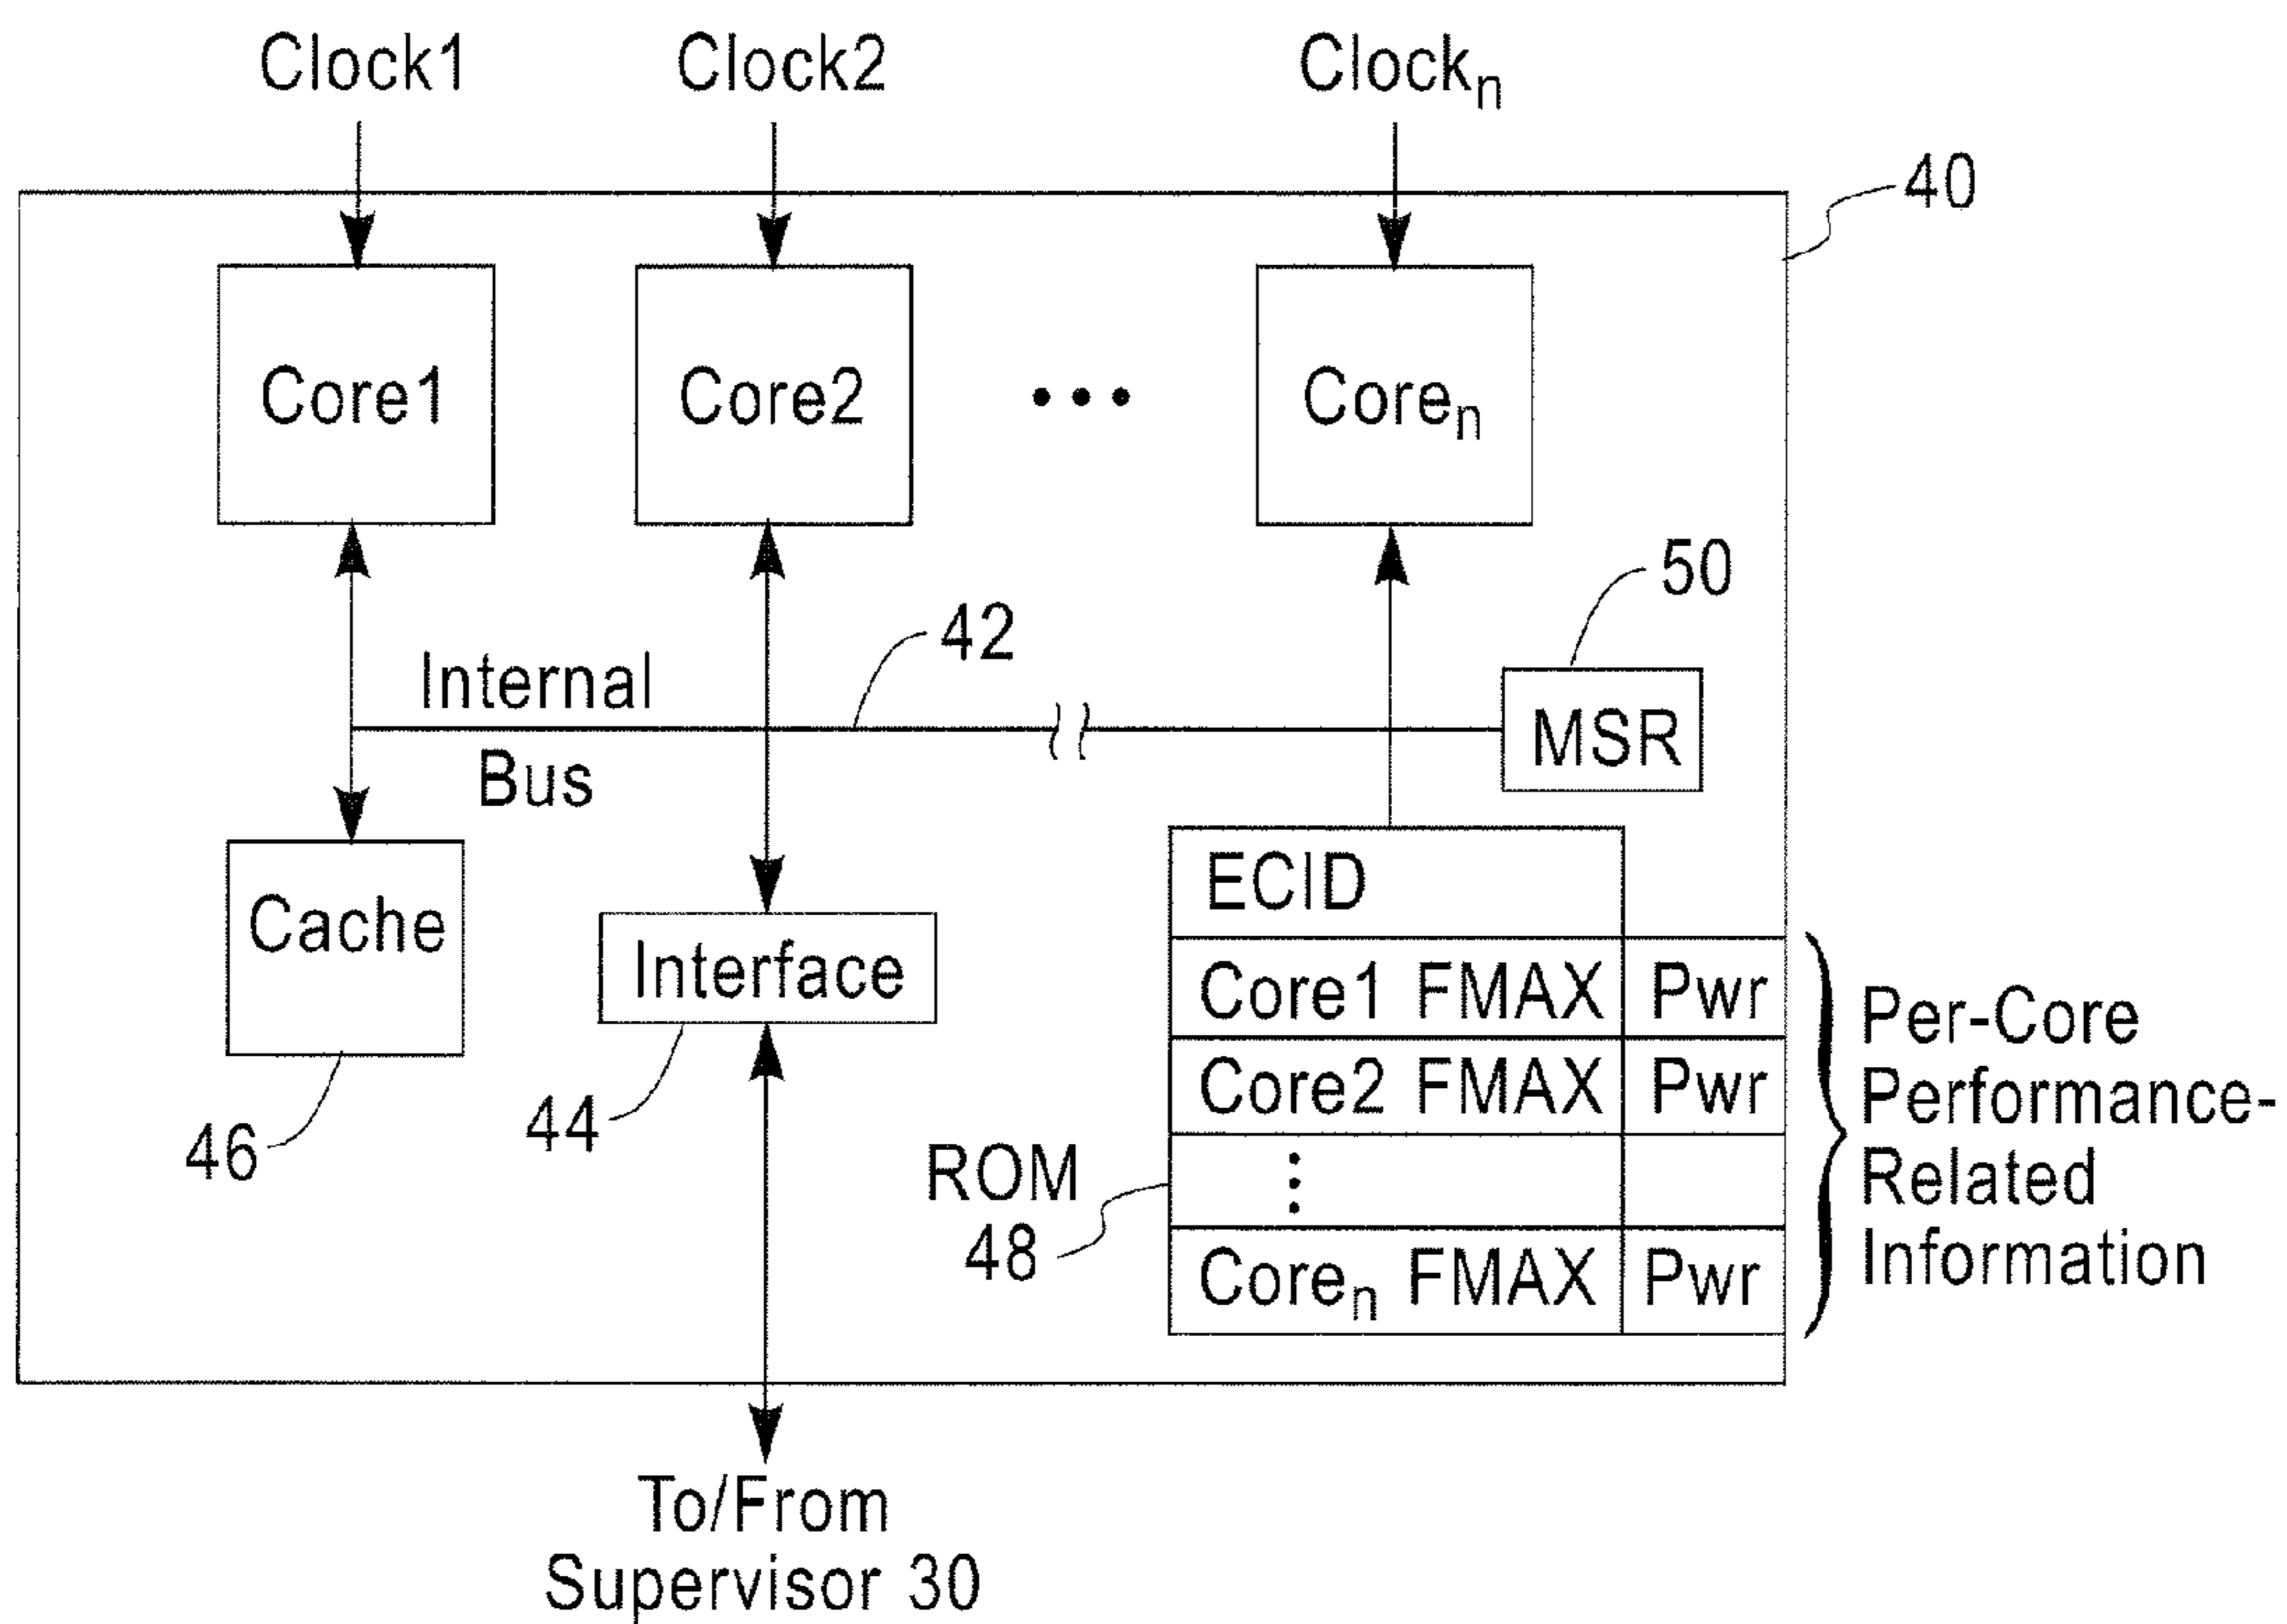 Clock1
Clock2
Clockn
40
Core1
Core2
Coren
50
42
Internal
Bus
MSR
Cache
Interface
ECID
Core1 FMAX Pwr
Core2 FMAX Pwr
Coren FMAX Pwr
Per-Core
Performance-
Related
Information
46
44
ROM
48
To/From
Supervisor 30